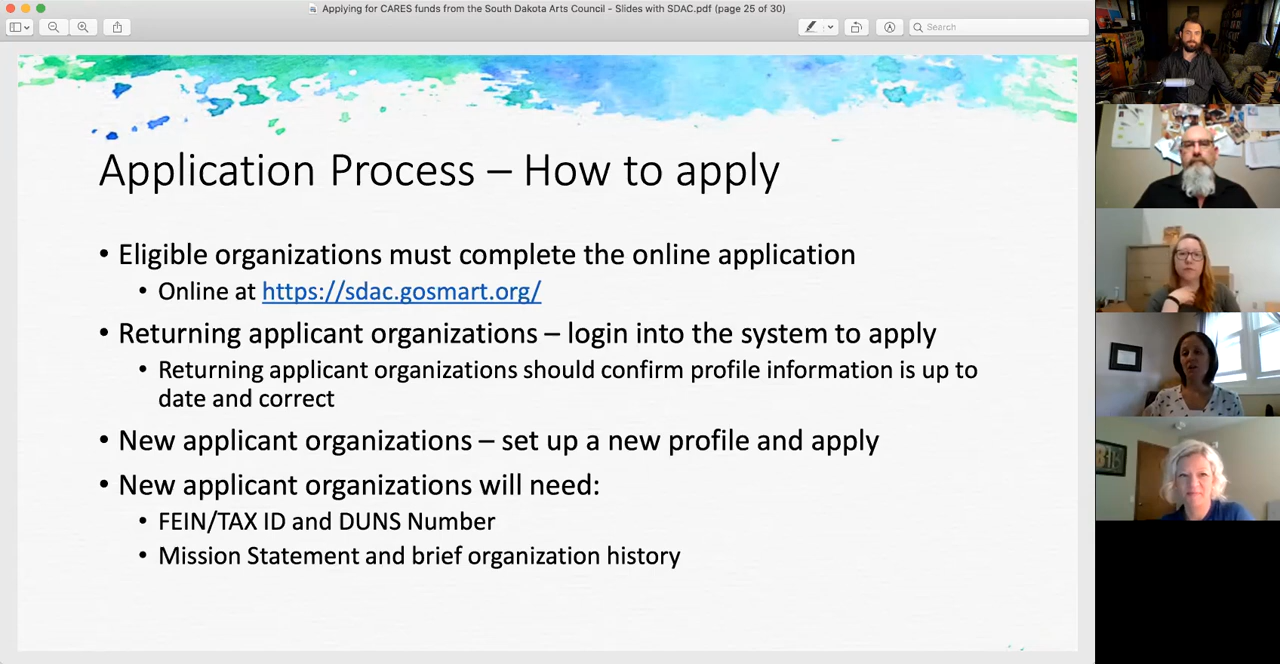 Applying for CARES funds from the South Dakota Arts Council - Slides with SDAC.pdf (page 25 of 30)
Search
Application Process – How to apply
• Eligible organizations must complete the online application
• Online at https://sdac.gosmart.org/
• Returning applicant organizations – login into the system to apply
• Returning applicant organizations should confirm profile information is up to
date and correct
• New applicant organizations – set up a new profile and apply
• New applicant organizations will need:
• FEIN/TAX ID and DUNS Number
• Mission Statement and brief organization history